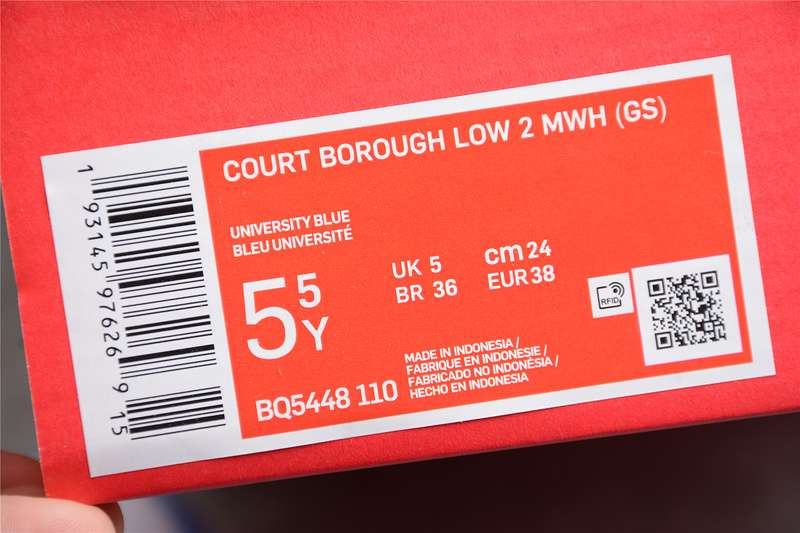 COURT BOROUGH LOW 2 MWH (GS)
UNIVERSITY BLUE
BLEU UNIVERSITÉ
5 5 Y
UK 5
BR 36
cm 24
EUR 38
RFID
BQ5448 110
MADE IN INDONESIA /
FABRIQUE EN INDONESIE /
FABRICADO NO INDONÉSIA /
HECHO EN INDONESIA
1 93145 97626 9 15